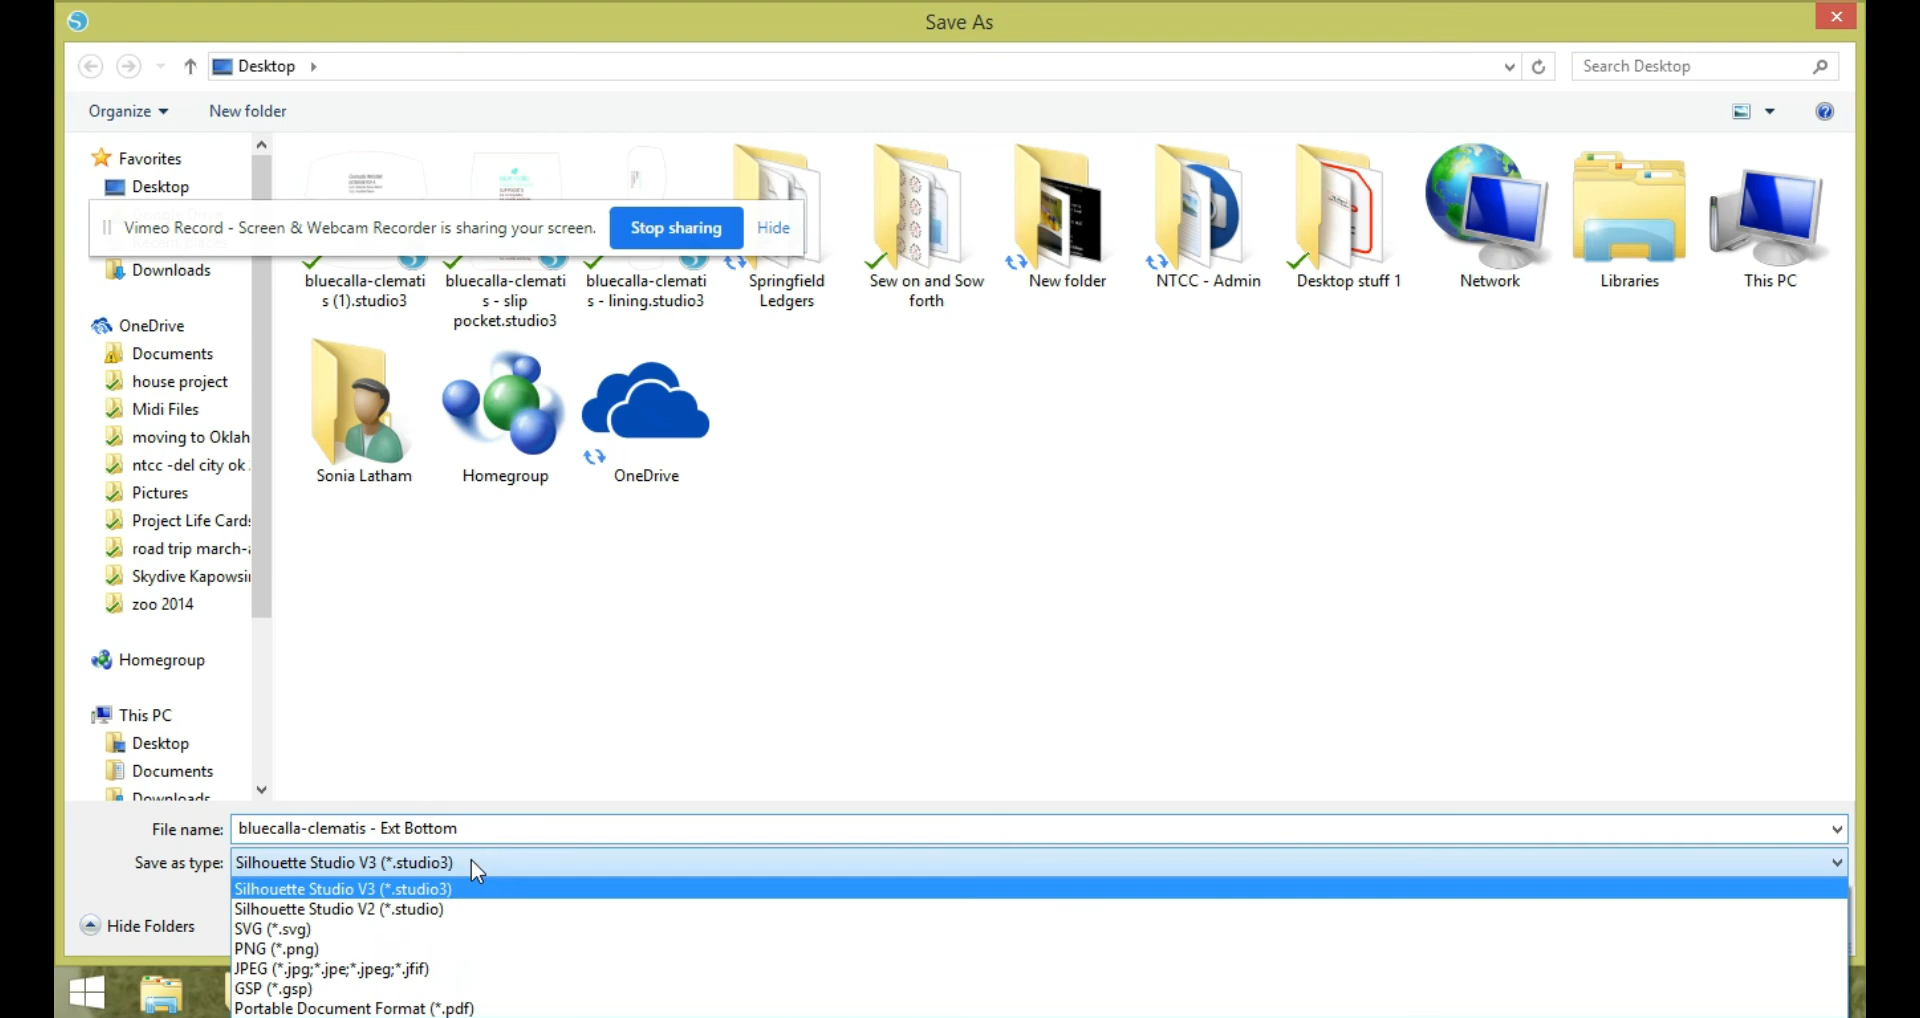 Save As
Desktop
Search Desktop
Organize
New folder
Favorites
Desktop
Vimeo Record - Screen & Webcam Recorder is sharing your screen.
Stop sharing
Hide
Downloads
OneDrive
Documents
house project
Midi Files
moving to Oklah
ntcc -del city ok
Pictures
Project Life Card
road trip march-
Skydive Kapowsi
zoo 2014
Homegroup
This PC
Desktop
Documents
Downloads
bluecalla-clemati
s (1).studio3
bluecalla-clemati
s - slip
pocket.studio3
bluecalla-clemati
s - lining.studio3
Springfield
Ledgers
Sew on and Sow
forth
New folder
NTCC - Admin
Desktop stuff 1
Network
Libraries
This PC
Sonia Latham
Homegroup
OneDrive
File name:
bluecalla-clematis - Ext Bottom
Save as type:
Silhouette Studio V3 (*.studio3)
Silhouette Studio V3 (*.studio3)
Silhouette Studio V2 (*.studio)
SVG (*.svg)
PNG (*.png)
JPEG (*.jpg;*.jpe;*.jpeg;*.jfif)
GSP (*.gsp)
Portable Document Format (*.pdf)
Hide Folders